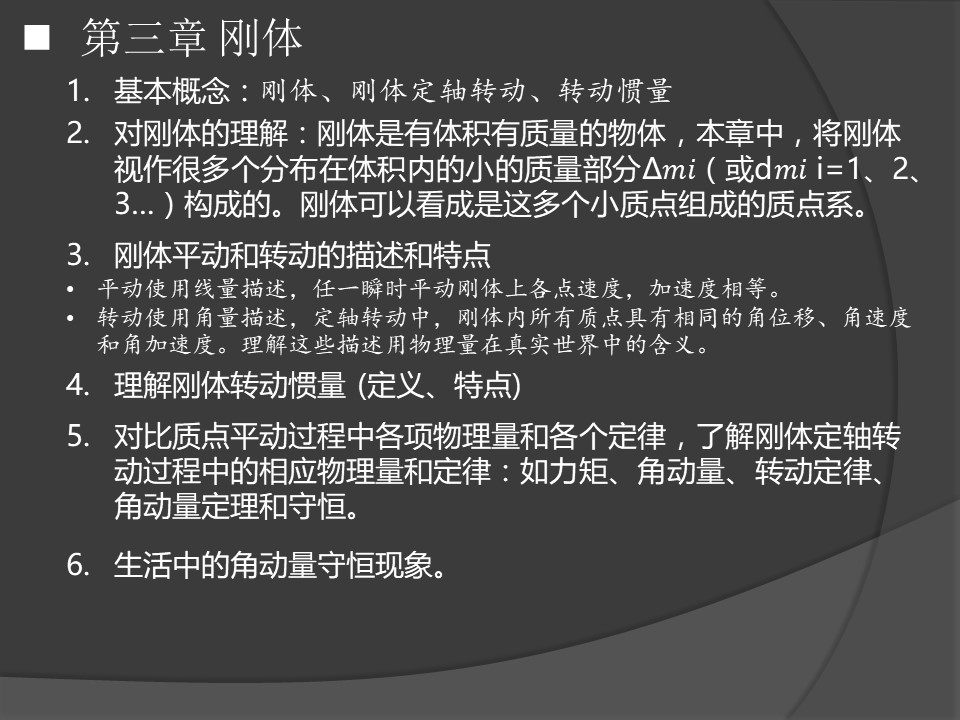 ■ 第三章 刚体
1. 基本概念：刚体、刚体定轴转动、转动惯量
2. 对刚体的理解：刚体是有体积有质量的物体，本章中，将刚体
视作很多个分布在体积内的小的质量部分Δmi（或dmi i=1、2、
3…）构成的。刚体可以看成是这多个小质点组成的质点系。
3. 刚体平动和转动的描述和特点
• 平动使用线量描述，任一瞬时平动刚体上各点速度，加速度相等。
• 转动使用角量描述，定轴转动中，刚体内所有质点具有相同的角位移、角速度
和角加速度。理解这些描述用物理量在真实世界中的含义。
4. 理解刚体转动惯量 (定义、特点)
5. 对比质点平动过程中各项物理量和各个定律，了解刚体定轴转
动过程中的相应物理量和定律：如力矩、角动量、转动定律、
角动量定理和守恒。
6. 生活中的角动量守恒现象。